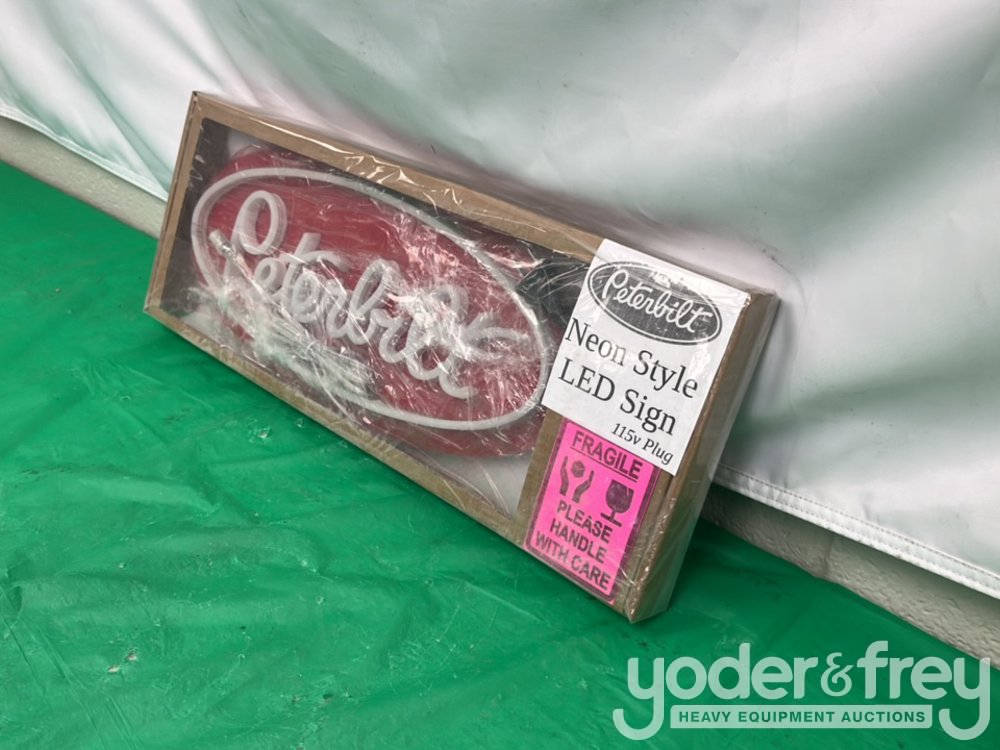 Peterbilt
Peterbilt
Neon Style
LED Sign
115v Plug
FRAGILE
PLEASE
HANDLE
WITH CARE
yoder&frey
HEAVY EQUIPMENT AUCTIONS